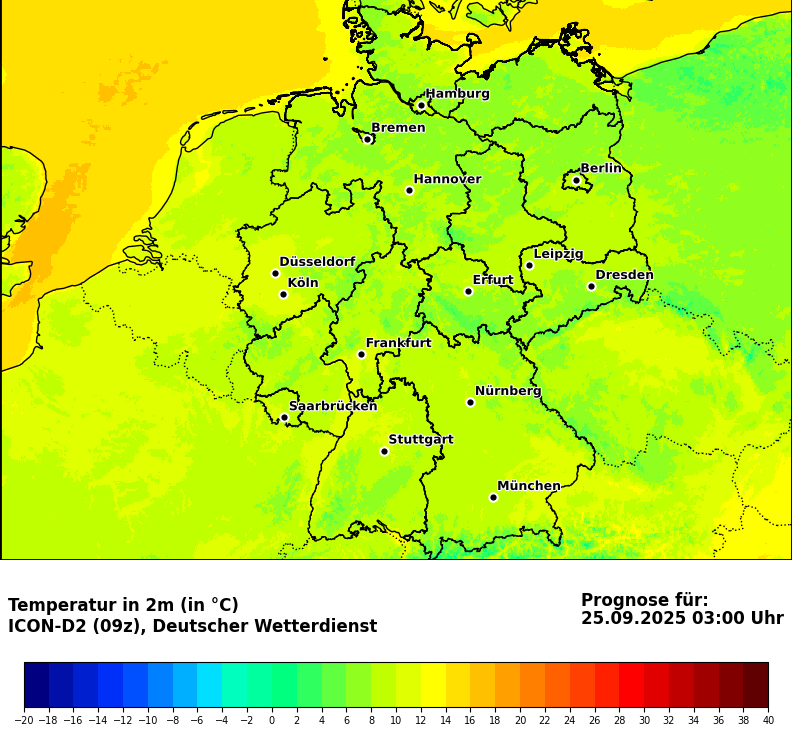 Hamburg
Bremen
Berlin
Hannover
Leipzig
Düsseldorf
Dresden
Köln
Erfurt
Frankfurt
Nürnberg
Saarbrücken
Stuttgart
München
Temperatur in 2m (in °C)
ICON-D2 (09z), Deutscher Wetterdienst
Prognose für:
25.09.2025 03:00 Uhr
−20 −18 −16 −14 −12 −10 −8 −6 −4 −2 0 2 4 6 8 10 12 14 16 18 20 22 24 26 28 30 32 34 36 38 40